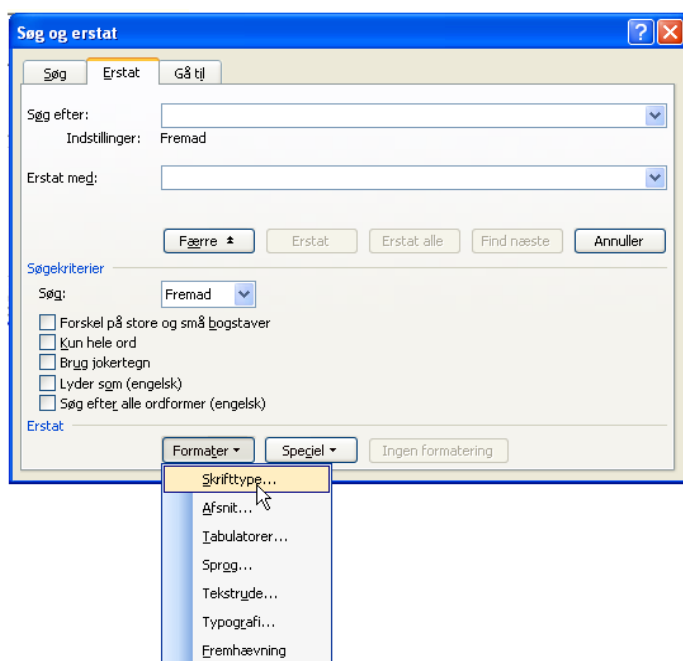 Søg og erstat
Søg Erstat Gå til
Søg efter:
Indstillinger: Fremad
Erstat med:
Færre Erstat Erstat alle Find næste Annuller
Søgekriterier
Søg: Fremad
Forskel på store og små bogstaver
Kun hele ord
Brug jokertegn
Lyder som (engelsk)
Søg efter alle ordformer (engelsk)
Erstat
Formater Speciel Ingen formatering
Skrifttype...
Afsnit...
Tabulatorer...
Sprog...
Tekstrude...
Typografi...
Fremhævning